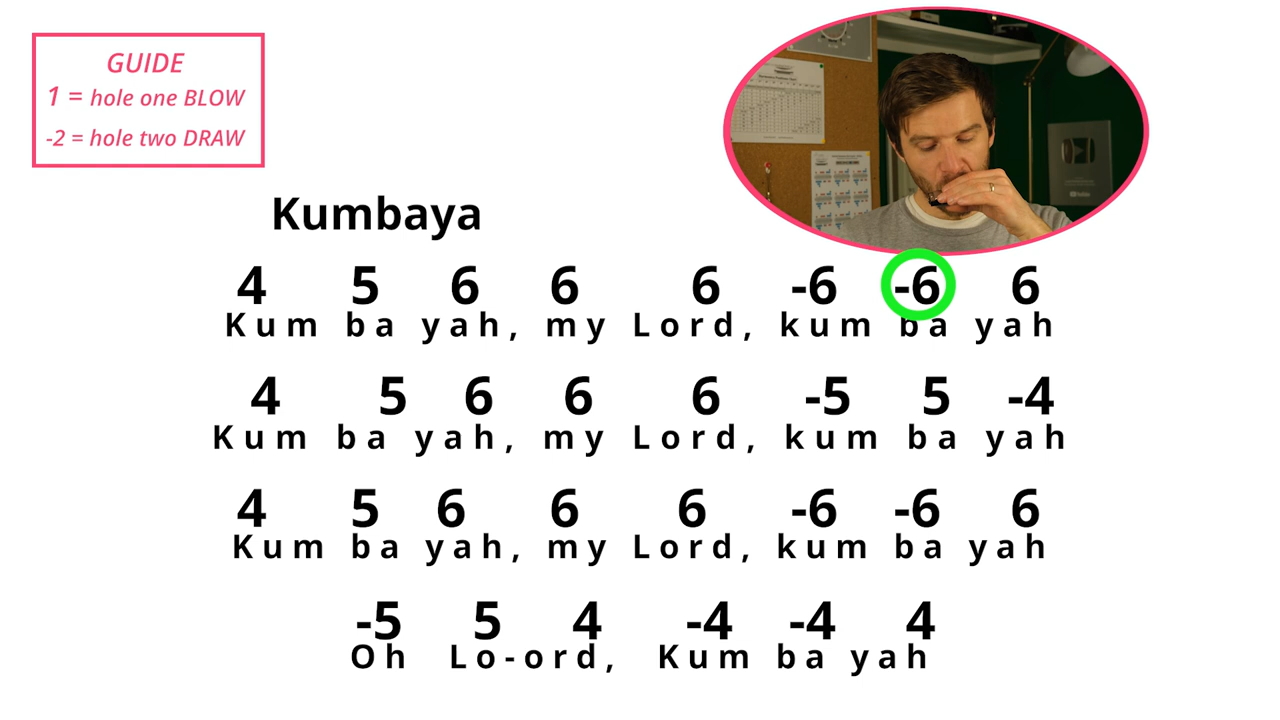 GUIDE
1 = hole one BLOW
-2 = hole two DRAW
Kumbaya
4 5 6 6 6 -6 -6 6
Kum ba yah, my Lord, kum ba yah
4 5 6 6 6 -5 5 -4
Kum ba yah, my Lord, kum ba yah
4 5 6 6 6 -6 -6 6
Kum ba yah, my Lord, kum ba yah
-5 5 4 -4 -4 4
Oh Lo-ord, Kum ba yah